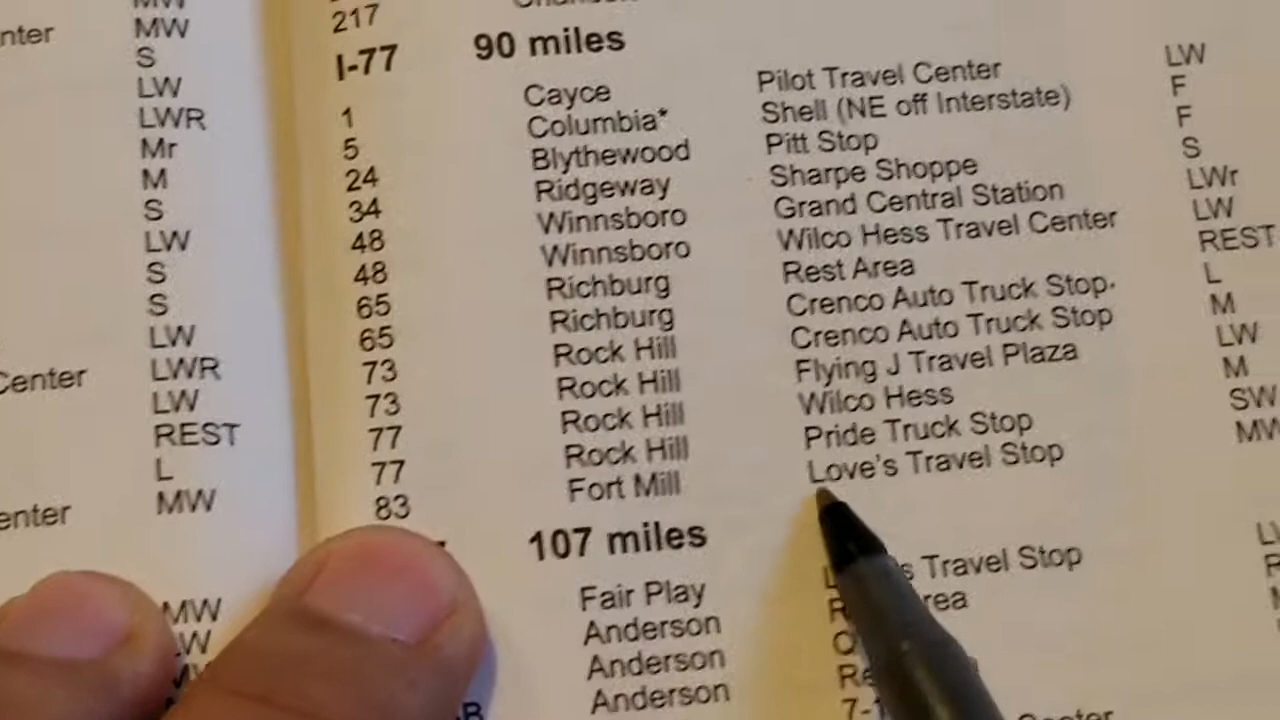 MW
nter MW
S
LW
LWR
Mr
M
S
LW
S
S
LW
Center LWR
LW
REST
L
enter MW
MW
217
I-77 90 miles
1 Cayce Pilot Travel Center LW
5 Columbia* Shell (NE off Interstate) F
24 Blythewood Pitt Stop F
34 Ridgeway Sharpe Shoppe S
48 Winnsboro Grand Central Station LWr
48 Winnsboro Wilco Hess Travel Center LW
65 Richburg Rest Area REST
65 Richburg Crenco Auto Truck Stop. L
73 Rock Hill Crenco Auto Truck Stop M
73 Rock Hill Flying J Travel Plaza LW
77 Rock Hill Wilco Hess M
77 Rock Hill Pride Truck Stop SW
83 Fort Mill Love's Travel Stop MW
107 miles
Fair Play s Travel Stop
Anderson rea
Anderson
Anderson